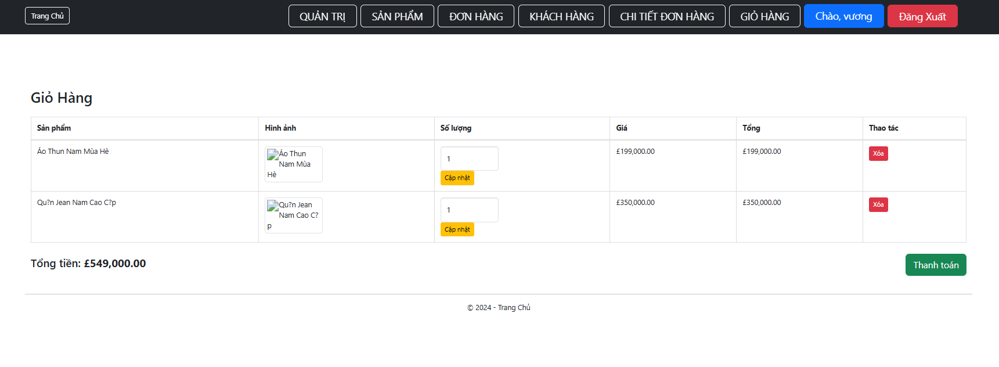 Trang Chủ QUẢN TRỊ SẢN PHẨM ĐƠN HÀNG KHÁCH HÀNG CHI TIẾT ĐƠN HÀNG GIỎ HÀNG Chào, vương Đăng Xuất
Giỏ Hàng
Sản phẩm Hình ảnh Số lượng Giá Tổng Thao tác
Áo Thun Nam Mùa Hè
Áo Thun
Nam Mùa
Hè
1
Cập nhật
£199,000.00 £199,000.00 Xóa
Qu?n Jean Nam Cao C?p
Qu?n Jean
Nam Cao C?
p
1
Cập nhật
£350,000.00 £350,000.00 Xóa
Tổng tiền: £549,000.00 Thanh toán
© 2024 - Trang Chủ